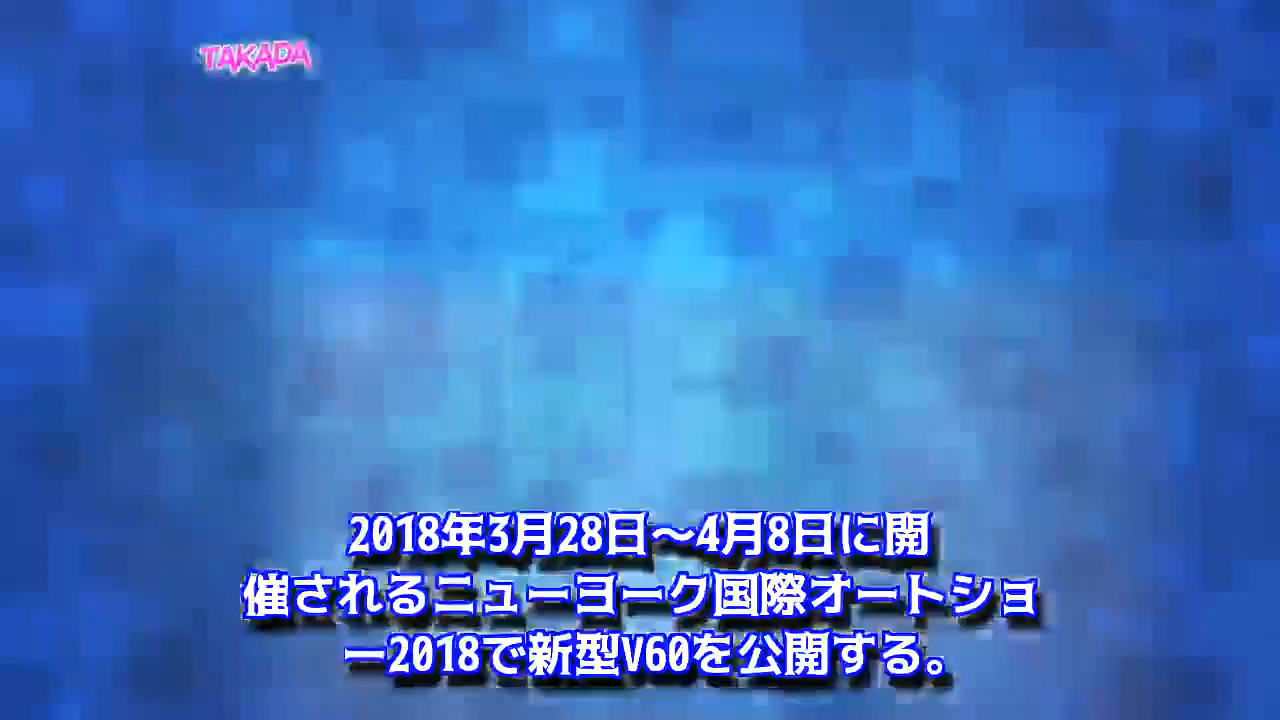 TAKADA
2018年3月28日～4月8日に開
催されるニューヨーク国際オートショ
ー2018で新型V60を公開する。